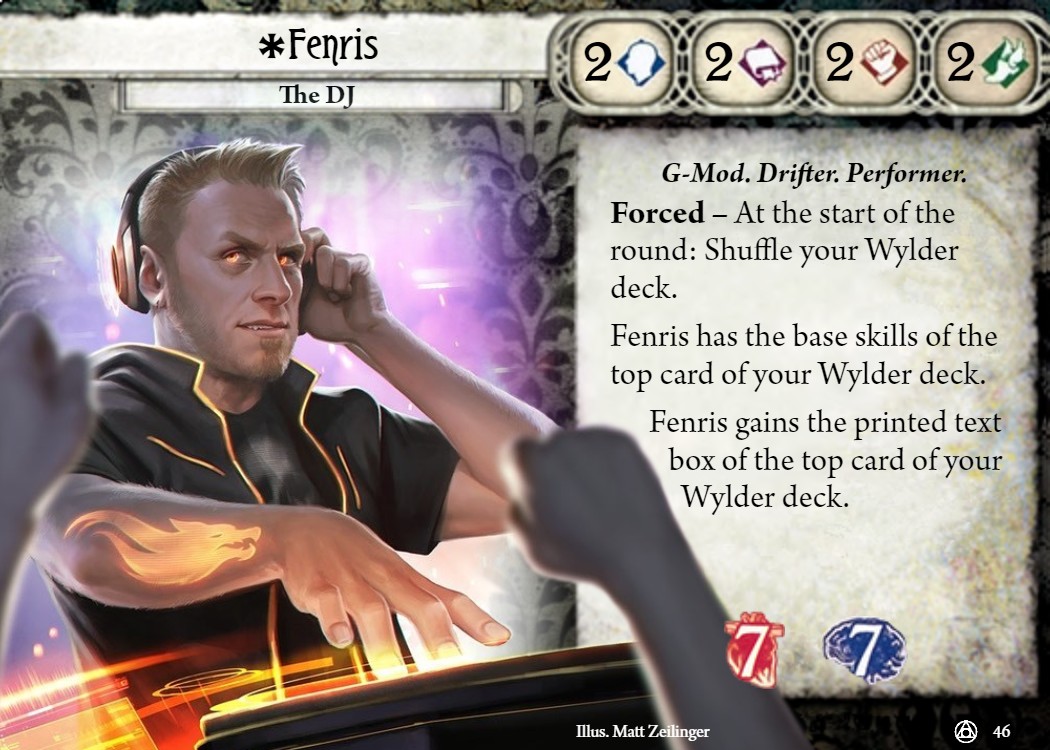 *Fenris
The DJ
2 2 2 2
G-Mod. Drifter. Performer.
Forced – At the start of the
round: Shuffle your Wylder
deck.
Fenris has the base skills of the
top card of your Wylder deck.
Fenris gains the printed text
box of the top card of your
Wylder deck.
7 7
Illus. Matt Zeilinger
46